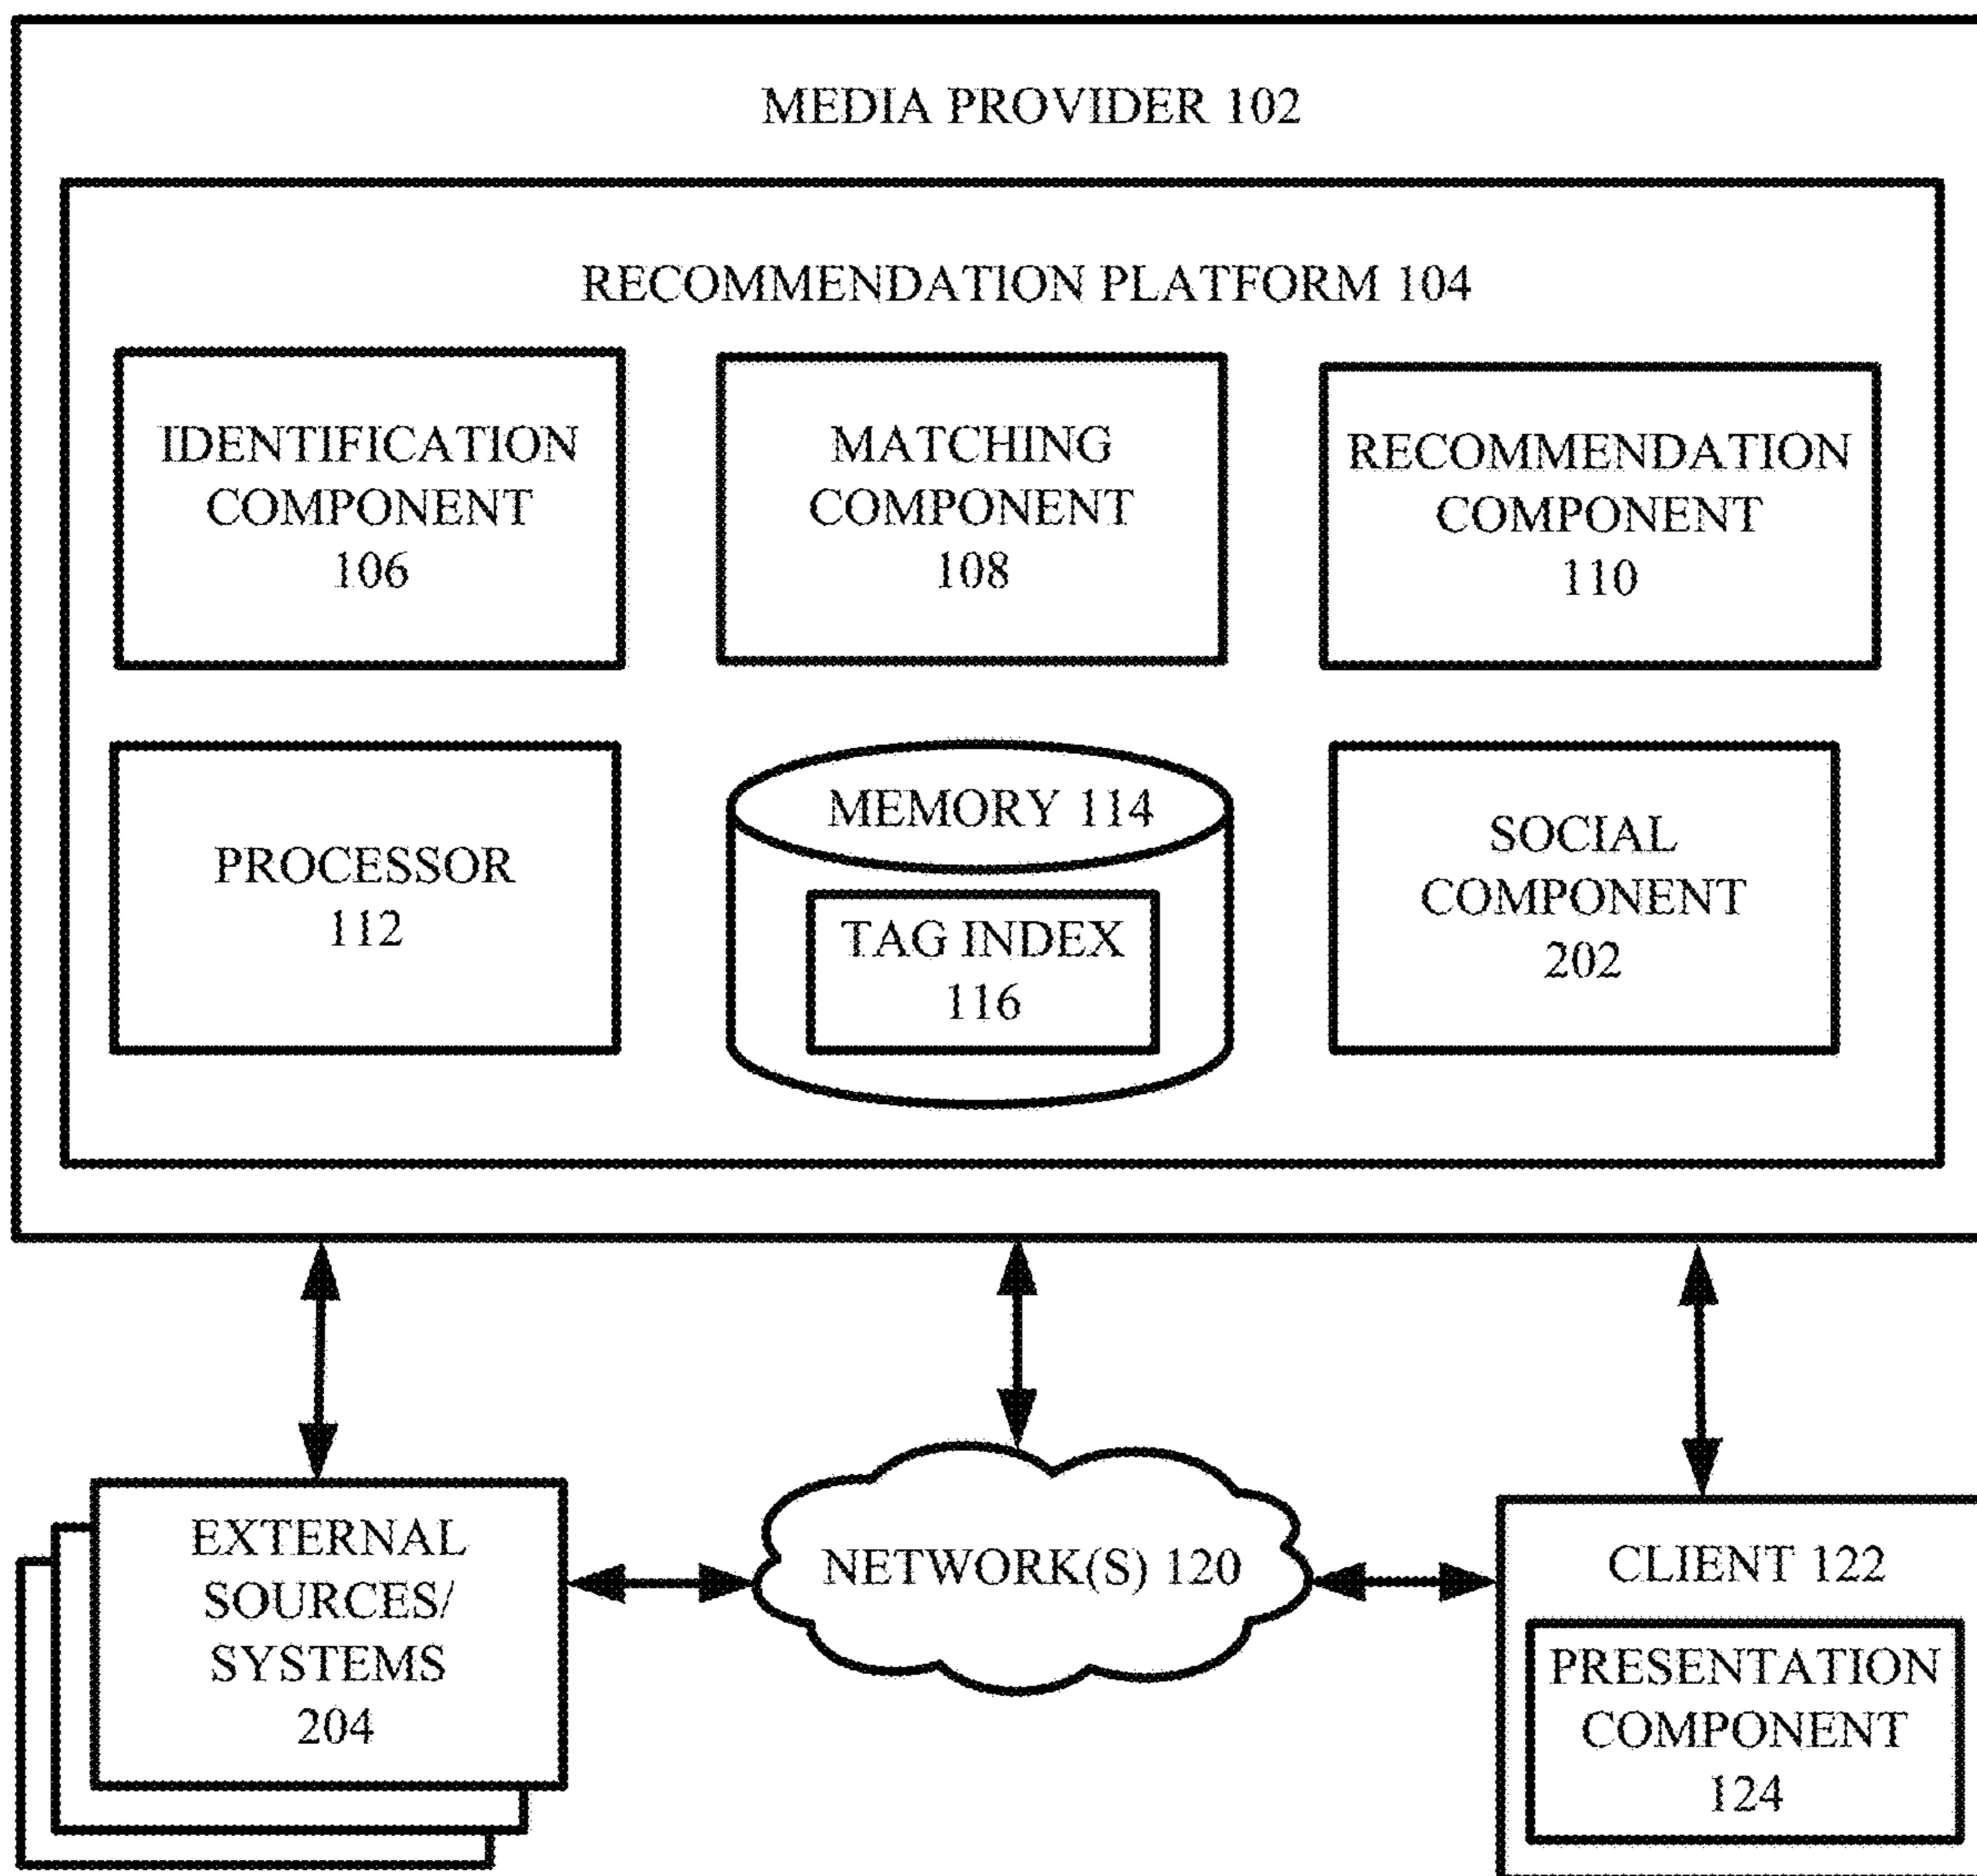 MEDIA PROVIDER 102
RECOMMENDATION PLATFORM 104
IDENTIFICATION
COMPONENT
106
MATCHING
COMPONENT
108
RECOMMENDATION
COMPONENT
110
PROCESSOR
112
MEMORY 114
TAG INDEX
116
SOCIAL
COMPONENT
202
EXTERNAL
SOURCES/
SYSTEMS
204
NETWORK(S) 120
CLIENT 122
PRESENTATION
COMPONENT
124